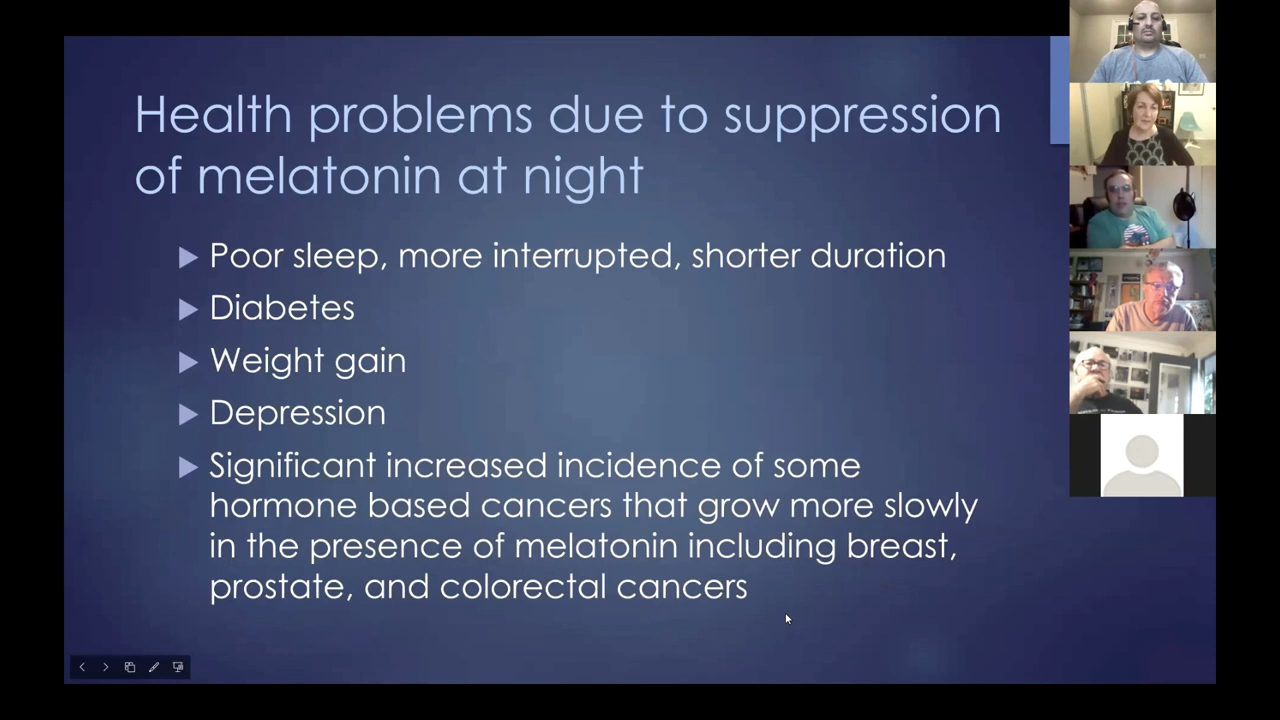 Health problems due to suppression
of melatonin at night
Poor sleep, more interrupted, shorter duration
Diabetes
Weight gain
Depression
Significant increased incidence of some
hormone based cancers that grow more slowly
in the presence of melatonin including breast,
prostate, and colorectal cancers